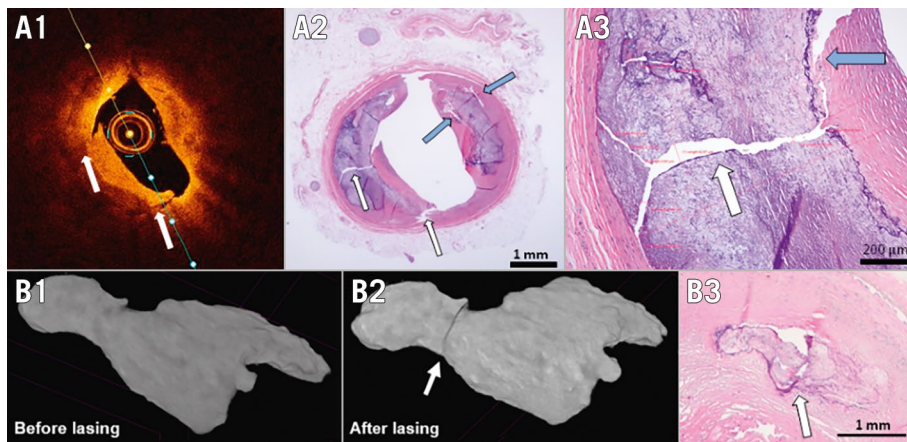 A1
A2
A3
1 mm
200 μm
B1
B2
B3
Before lasing
After lasing
1 mm